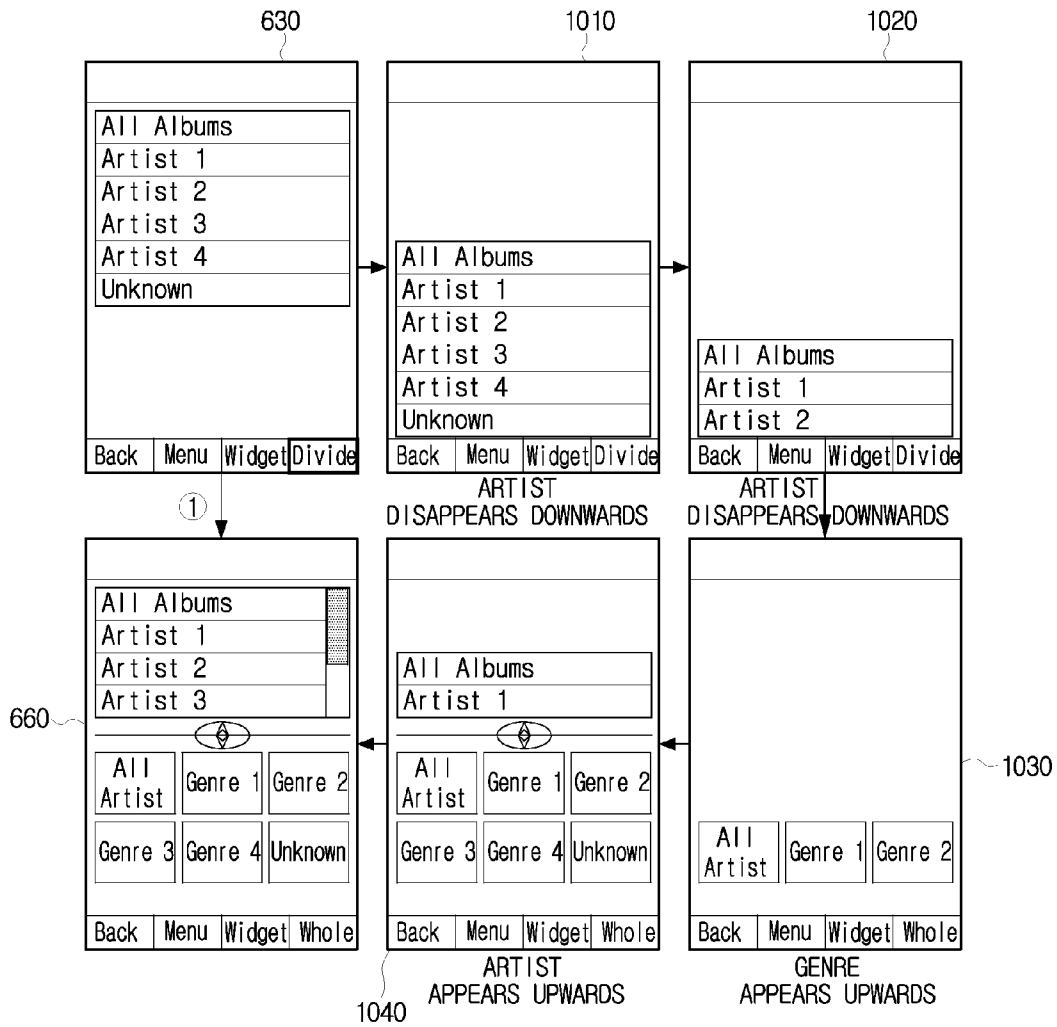 630
1010
1020
All Albums
Artist 1
Artist 2
Artist 3
Artist 4
Unknown
Back Menu Widget Divide
All Albums
Artist 1
Artist 2
Artist 3
Artist 4
Unknown
Back Menu Widget Divide
ARTIST
DISAPPEARS DOWNWARDS
All Albums
Artist 1
Artist 2
Back Menu Widget Divide
ARTIST
DISAPPEARS DOWNWARDS
①
660
All Albums
Artist 1
Artist 2
Artist 3
All
Artist
Genre 1
Genre 2
Genre 3
Genre 4
Unknown
Back Menu Widget Whole
All Albums
Artist 1
All
Artist
Genre 1
Genre 2
Genre 3
Genre 4
Unknown
Back Menu Widget Whole
1040
ARTIST
APPEARS UPWARDS
1030
All
Artist
Genre 1
Genre 2
Back Menu Widget Whole
GENRE
APPEARS UPWARDS